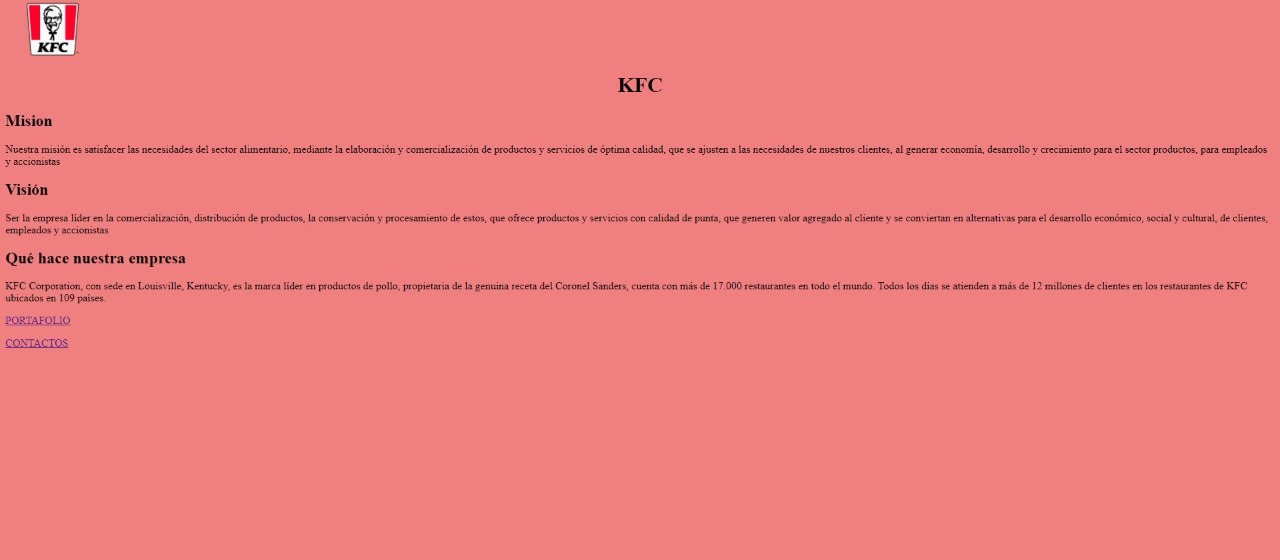 KFC
KFC
Mision
Nuestra misión es satisfacer las necesidades del sector alimentario, mediante la elaboración y comercialización de productos y servicios de óptima calidad, que se ajusten a las necesidades de nuestros clientes, al generar economía, desarrollo y crecimiento para el sector productos, para empleados
y accionistas
Visión
Ser la empresa líder en la comercialización, distribución de productos, la conservación y procesamiento de estos, que ofrece productos y servicios con calidad de punta, que generen valor agregado al cliente y se conviertan en alternativas para el desarrollo económico, social y cultural, de clientes,
empleados y accionistas
Qué hace nuestra empresa
KFC Corporation, con sede en Louisville, Kentucky, es la marca líder en productos de pollo, propietaria de la genuina receta del Coronel Sanders, cuenta con más de 17.000 restaurantes en todo el mundo. Todos los días se atienden a más de 12 millones de clientes en los restaurantes de KFC
ubicados en 109 países.
PORTAFOLIO
CONTACTOS